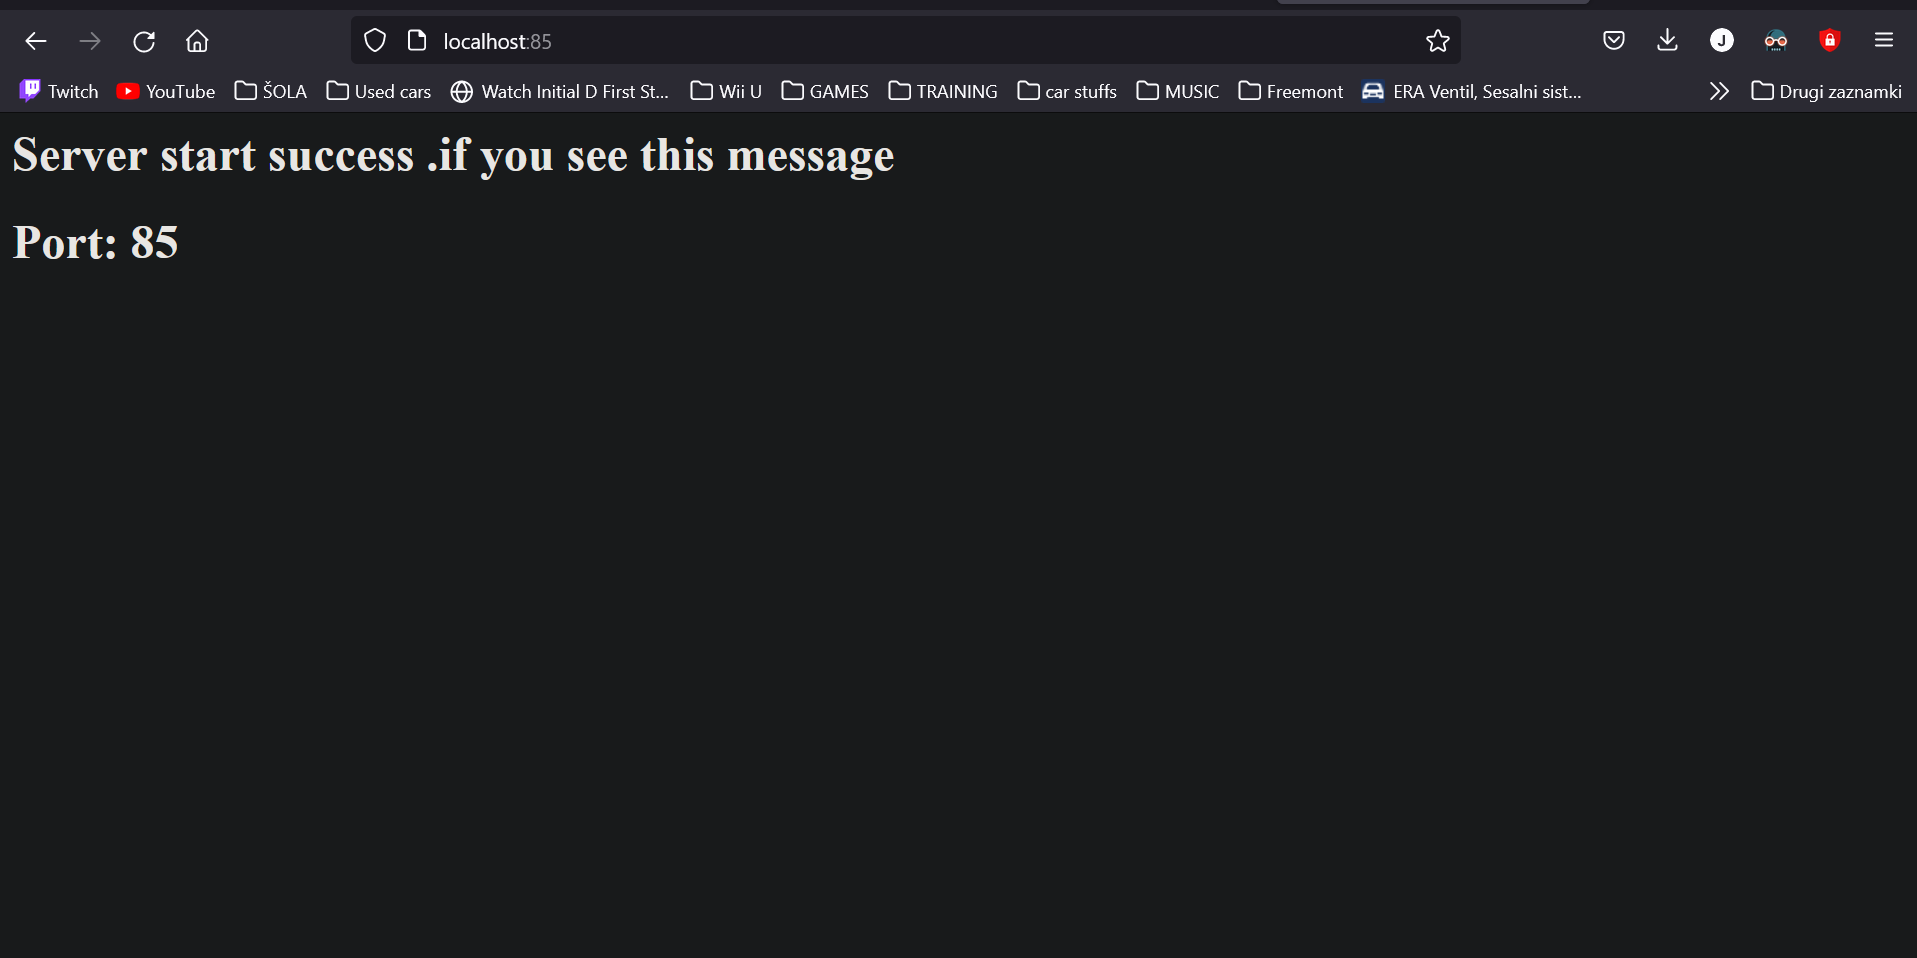 localhost:85
J
Twitch YouTube ŠOLA Used cars Watch Initial D First St... Wii U GAMES TRAINING car stuffs MUSIC Freemont ERA Ventil, Sesalni sist... Drugi zaznamki
Server start success .if you see this message
Port: 85